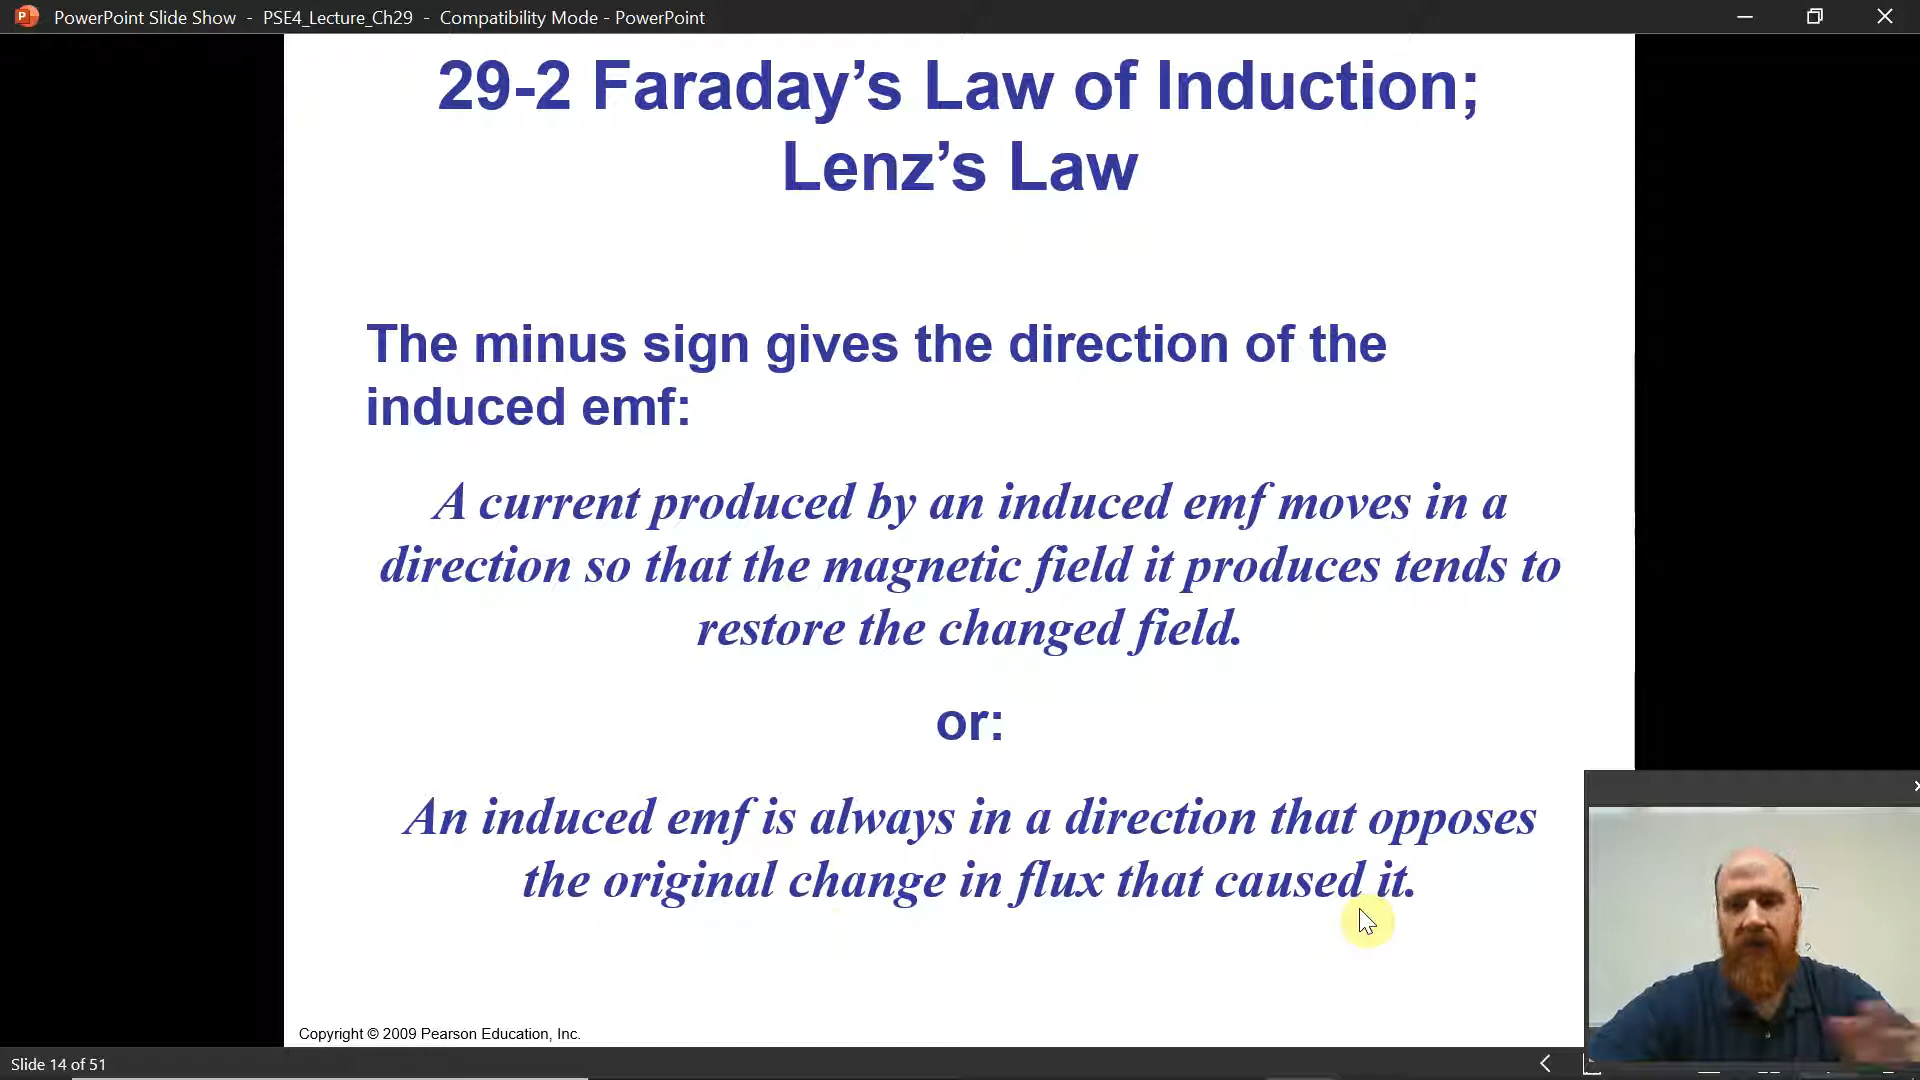 PowerPoint Slide Show - PSE4_Lecture_Ch29 - Compatibility Mode - PowerPoint
29-2 Faraday’s Law of Induction;
Lenz’s Law
The minus sign gives the direction of the
induced emf:
A current produced by an induced emf moves in a
direction so that the magnetic field it produces tends to
restore the changed field.
or:
An induced emf is always in a direction that opposes
the original change in flux that caused it.
Copyright © 2009 Pearson Education, Inc.
Slide 14 of 51